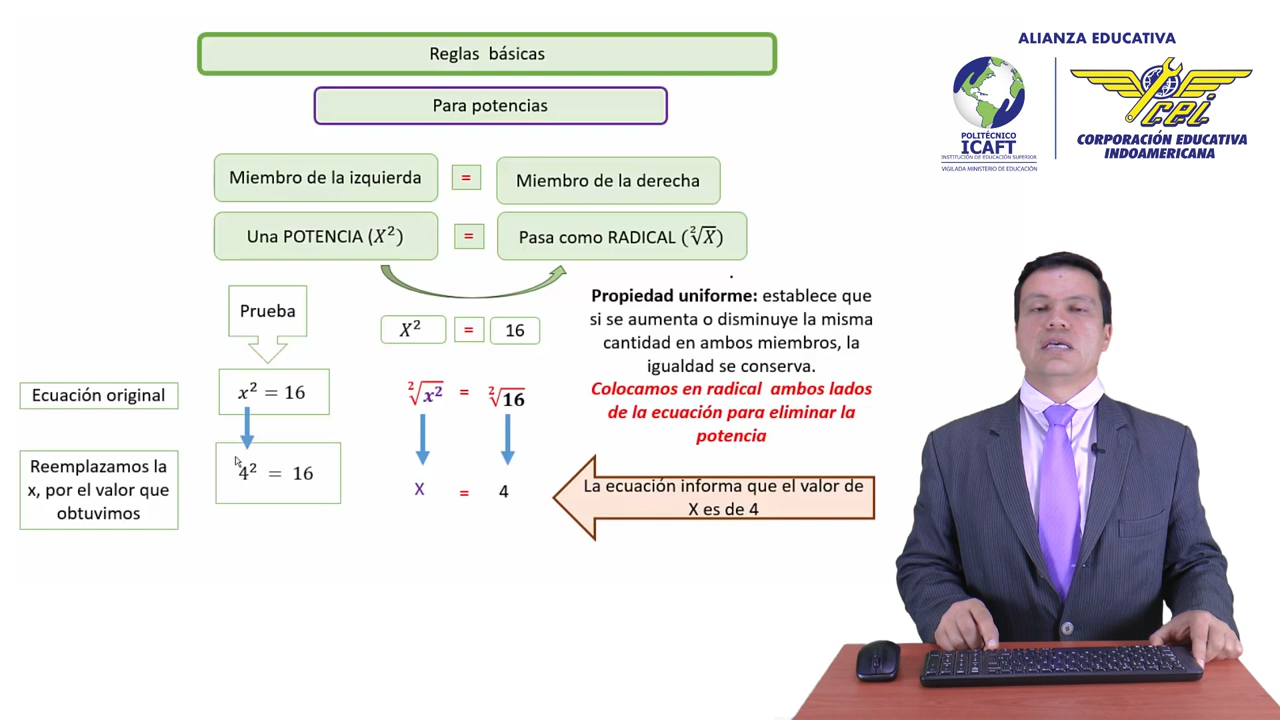 Reglas básicas
Para potencias
ALIANZA EDUCATIVA
POLITÉCNICO
ICAFT
INSTITUCIÓN DE EDUCACIÓN SUPERIOR
VIGILADA MINISTERIO DE EDUCACIÓN
cei
CORPORACIÓN EDUCATIVA
INDOAMERICANA
Miembro de la izquierda = Miembro de la derecha
Una POTENCIA (X²) = Pasa como RADICAL (²√X)
Prueba
X² = 16
Propiedad uniforme: establece que
si se aumenta o disminuye la misma
cantidad en ambos miembros, la
igualdad se conserva.
Colocamos en radical ambos lados
de la ecuación para eliminar la
potencia
Ecuación original
x² = 16
²√x² = ²√16
Reemplazamos la
x, por el valor que
obtuvimos
4² = 16
X = 4
La ecuación informa que el valor de
X es de 4